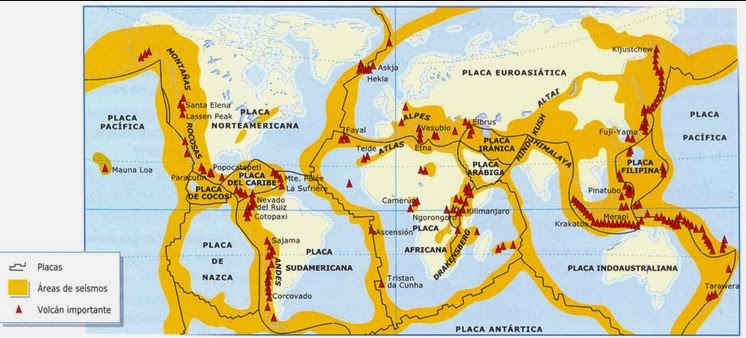 Kljustchew
Askja
Hekla
MONTAÑAS
ROCOSAS
PLACA EUROASIÁTICA
ALTAI
Santa Elena
Lassen Peak
PLACA
NORTEAMERICANA
PLACA
PACÍFICA
Fayal
Teide
ATLAS
ALPES
Vesubio
Etna
Elbrus
PLACA
IRÁNICA
HINDU KUSH
HIMALAYA
Fuji-Yama
PLACA
PACÍFICA
Mauna Loa
Paracutin
Popocatepetl
PLACA
DEL CARIBE
Mte. Pelée
La Sufrière
PLACA
DE COCOS
PLACA
ARÁBIGA
PLACA
FILIPINA
Pinatubo
Nevado
del Ruiz
Cotopaxi
Camerún
Ngorongoro
Kilimanjaro
Krakatoa
Merapi
Ascensión
PLACA
AFRICANA
DRAKENSBERG
Sajama
ANDES
PLACA
SUDAMERICANA
PLACA
DE
NAZCA
PLACA INDOAUSTRALIANA
Tristan
da Cunha
Corcovado
Tarawera
PLACA ANTÁRTICA
Placas
Áreas de seísmos
Volcán importante